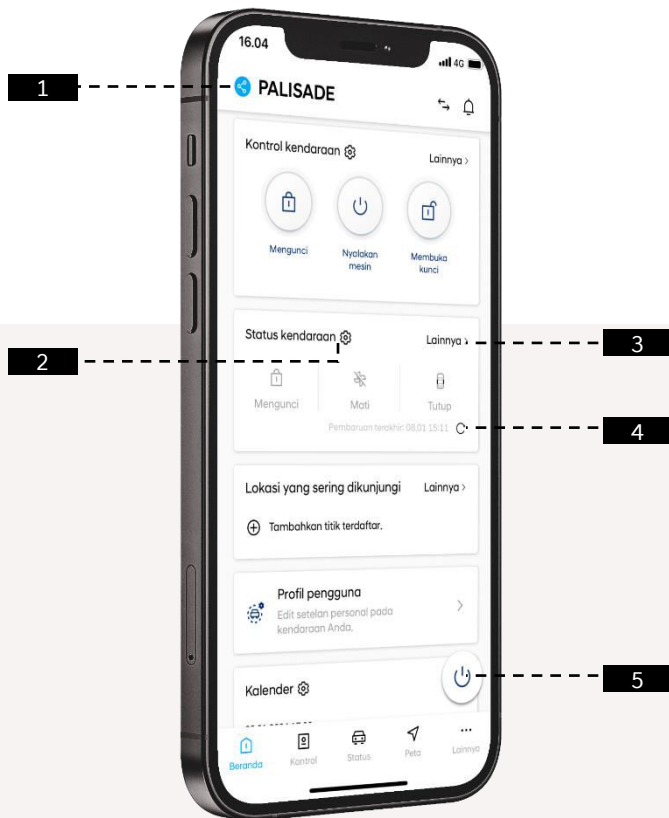 16.04
4G
1
PALISADE
Kontrol kendaraan
Lainnya >
Mengunci
Nyalakan
mesin
Membuka
kunci
Status kendaraan
Lainnya >
3
2
Mengunci
Mati
Tutup
Pembaruan terakhir: 08.01 15:11
4
Lokasi yang sering dikunjungi
Lainnya >
Tambahkan titik terdaftar.
Profil pengguna
Edit setelan personal pada
kendaraan Anda.
5
Kalender
Beranda
Kontrol
Status
Peta
Lainnya